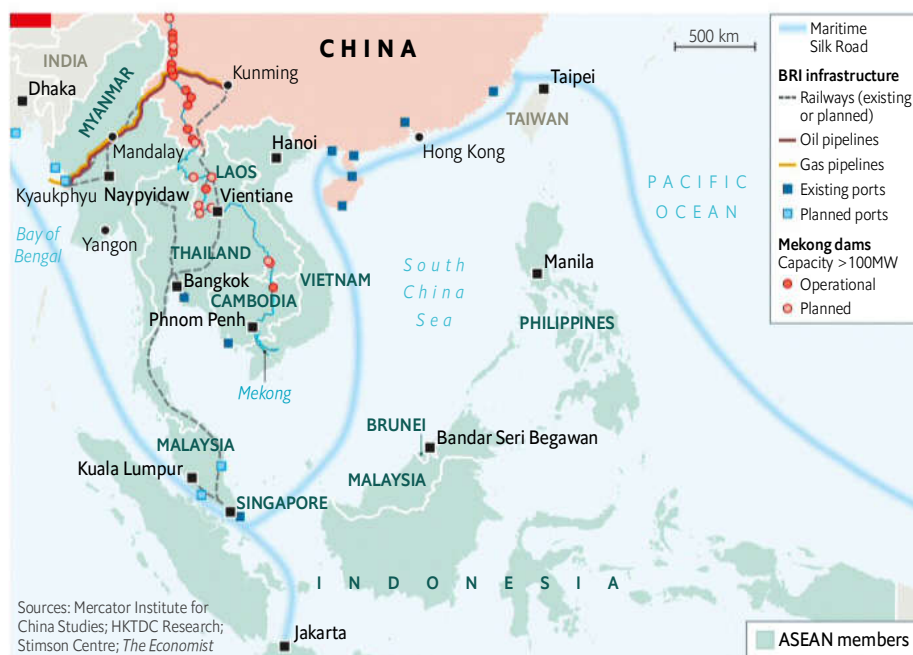 CHINA
500 km
INDIA
Dhaka
MYANMAR
Kunming
Taipei
TAIWAN
Mandalay
Hanoi
Hong Kong
LAOS
Kyaukphyu
Naypyidaw
Vientiane
PACIFIC
OCEAN
Bay of
Bengal
Yangon
THAILAND
VIETNAM
South
China
Sea
Bangkok
CAMBODIA
Manila
Phnom Penh
PHILIPPINES
Mekong
BRUNEI
Bandar Seri Begawan
MALAYSIA
Kuala Lumpur
MALAYSIA
SINGAPORE
INDONESIA
Jakarta
Maritime
Silk Road
BRI infrastructure
Railways (existing
or planned)
Oil pipelines
Gas pipelines
Existing ports
Planned ports
Mekong dams
Capacity >100MW
Operational
Planned
Sources: Mercator Institute for
China Studies; HKTDC Research;
Stimson Centre; The Economist
ASEAN members